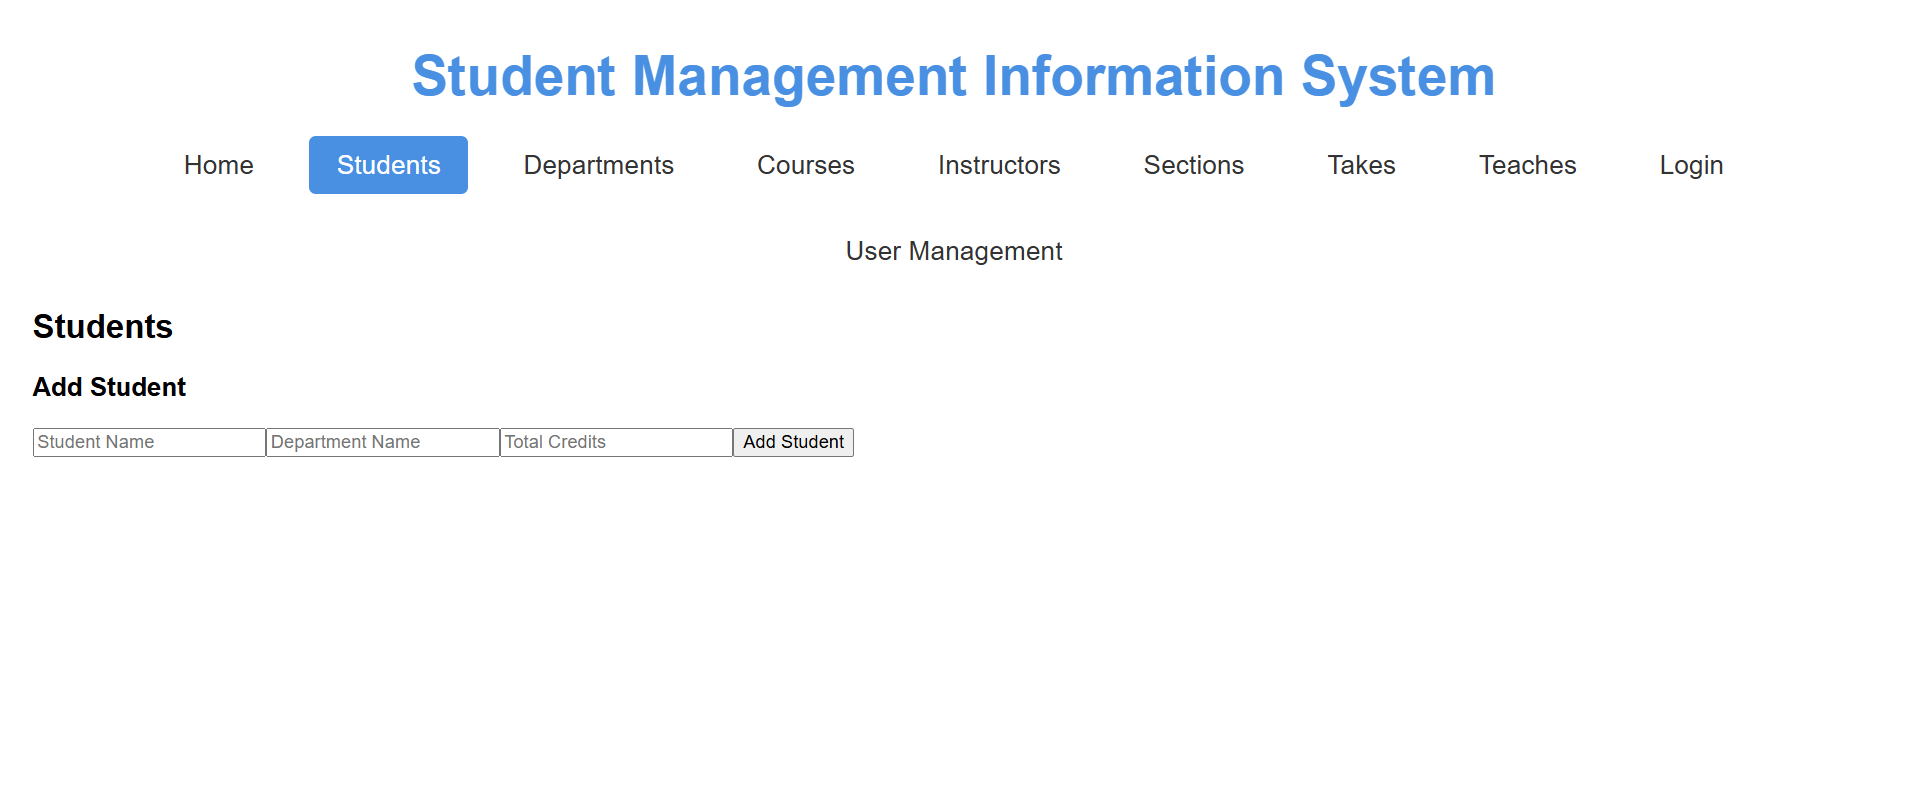 Student Management Information System
Home Students Departments Courses Instructors Sections Takes Teaches Login
User Management
Students
Add Student
Student Name Department Name Total Credits Add Student